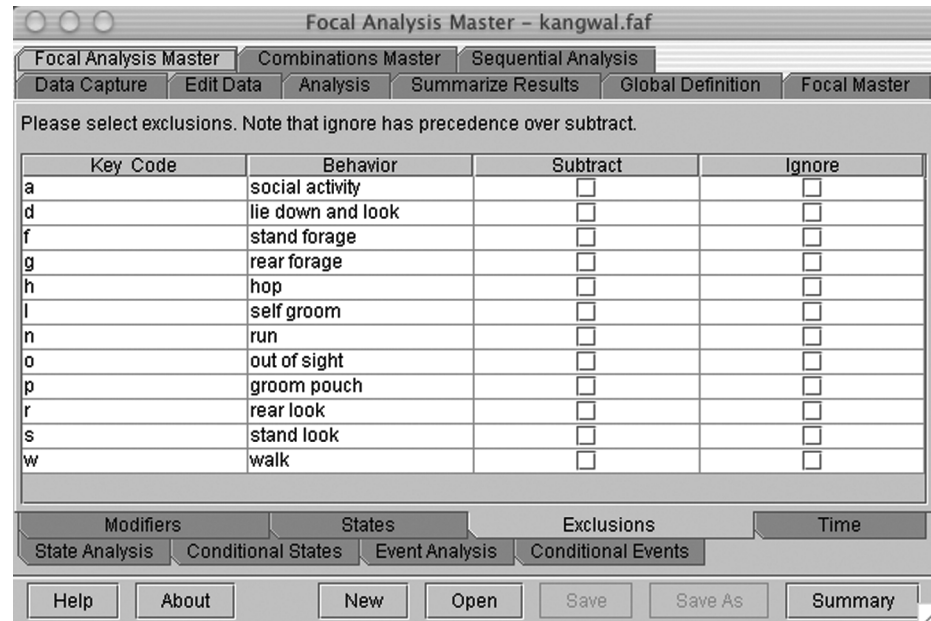 Focal Analysis Master – kangwal.faf
Focal Analysis Master Combinations Master Sequential Analysis
Data Capture Edit Data Analysis Summarize Results Global Definition Focal Master
Please select exclusions. Note that ignore has precedence over subtract.
Key Code Behavior Subtract Ignore
a social activity
d lie down and look
f stand forage
g rear forage
h hop
l self groom
n run
o out of sight
p groom pouch
r rear look
s stand look
w walk
Modifiers States Exclusions Time
State Analysis Conditional States Event Analysis Conditional Events
Help About New Open Save Save As Summary